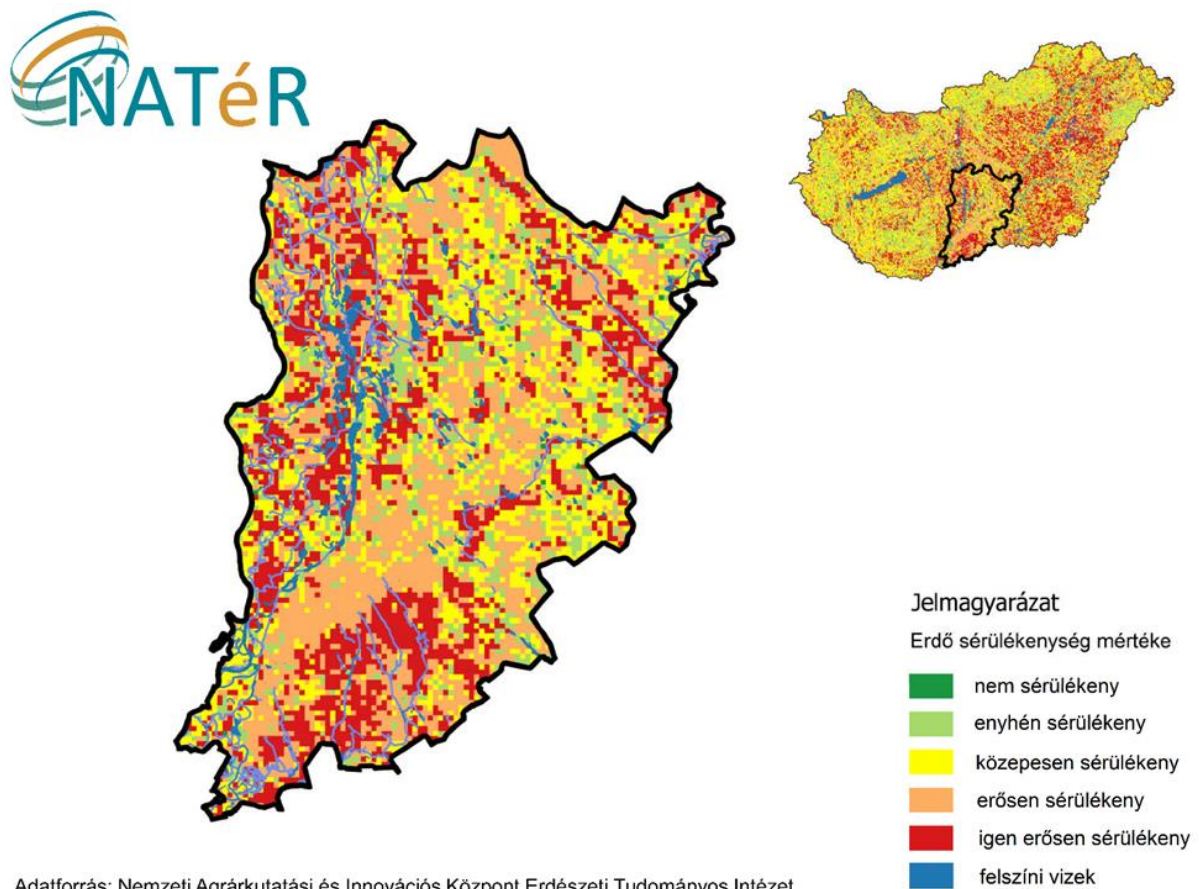 NATéR
Jelmagyarázat
Erdő sérülékenység mértéke
nem sérülékeny
enyhén sérülékeny
közepesen sérülékeny
erősen sérülékeny
igen erősen sérülékeny
felszíni vizek
Adatforrás: Nemzeti Agrárkutatási és Innovációs Központ Erdészeti Tudományos Intézet